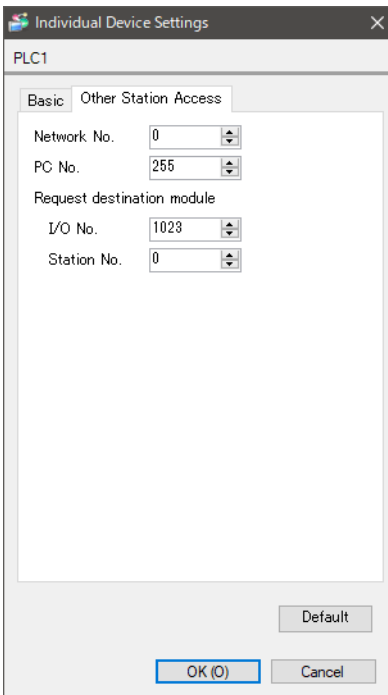 Individual Device Settings
PLC1
Basic Other Station Access
Network No. 0
PC No. 255
Request destination module
I/O No. 1023
Station No. 0
Default
OK (O) Cancel